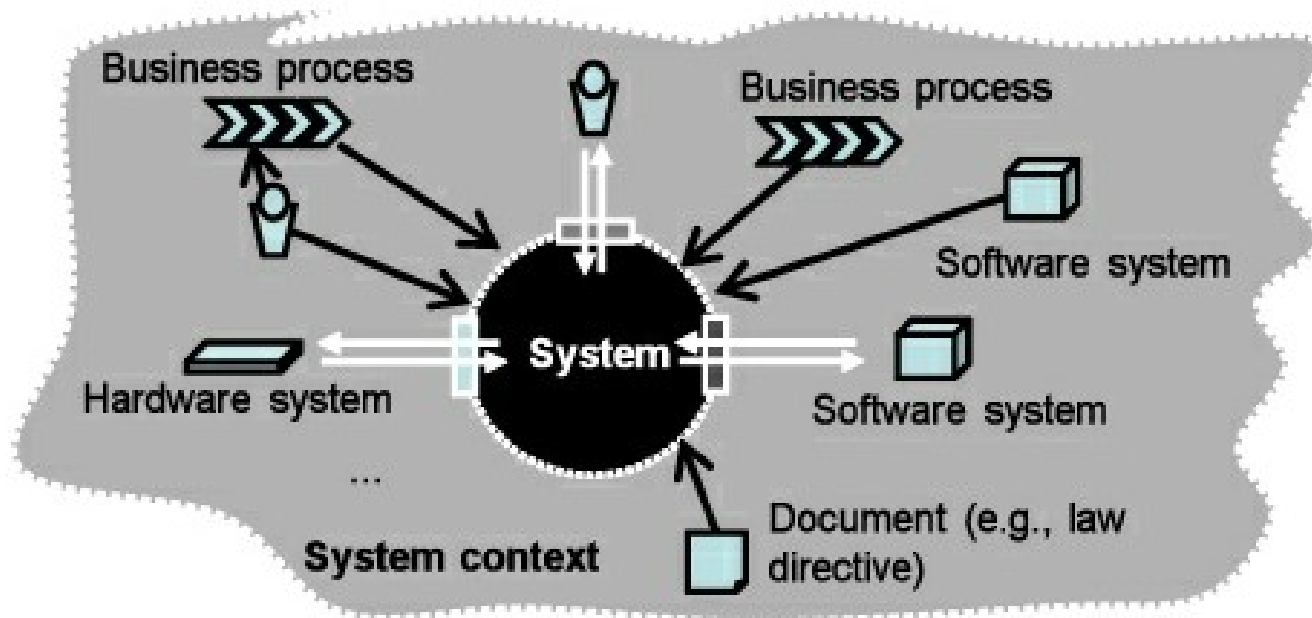 Business process
Business process
Software system
System
Hardware system
Software system
...
Document (e.g., law
directive)
System context